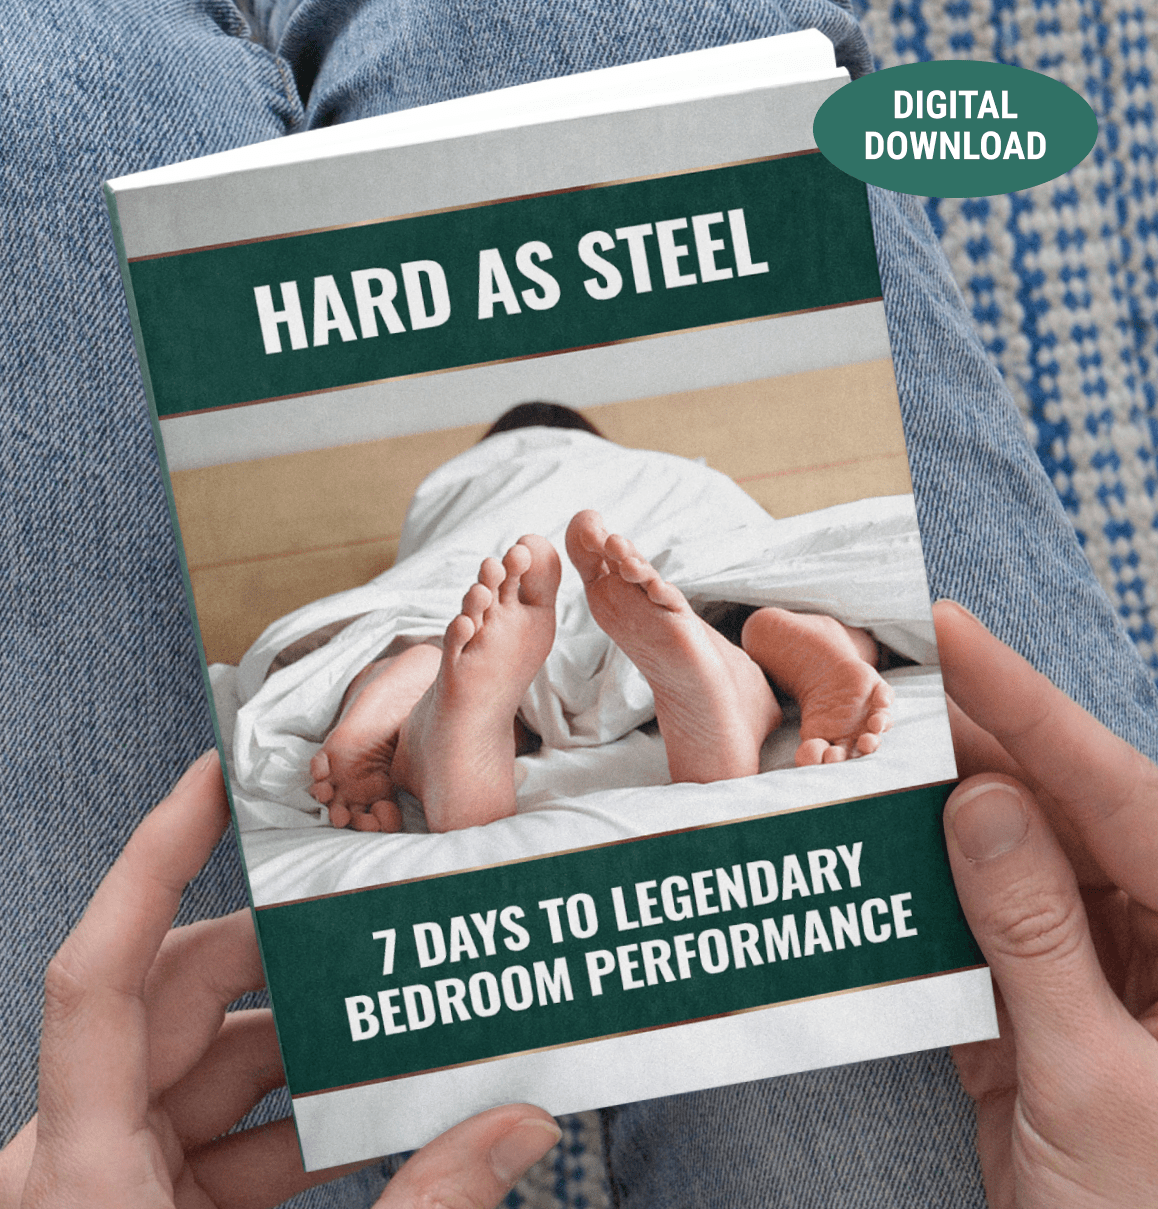 DIGITAL
DOWNLOAD
HARD AS STEEL
7 DAYS TO LEGENDARY
BEDROOM PERFORMANCE